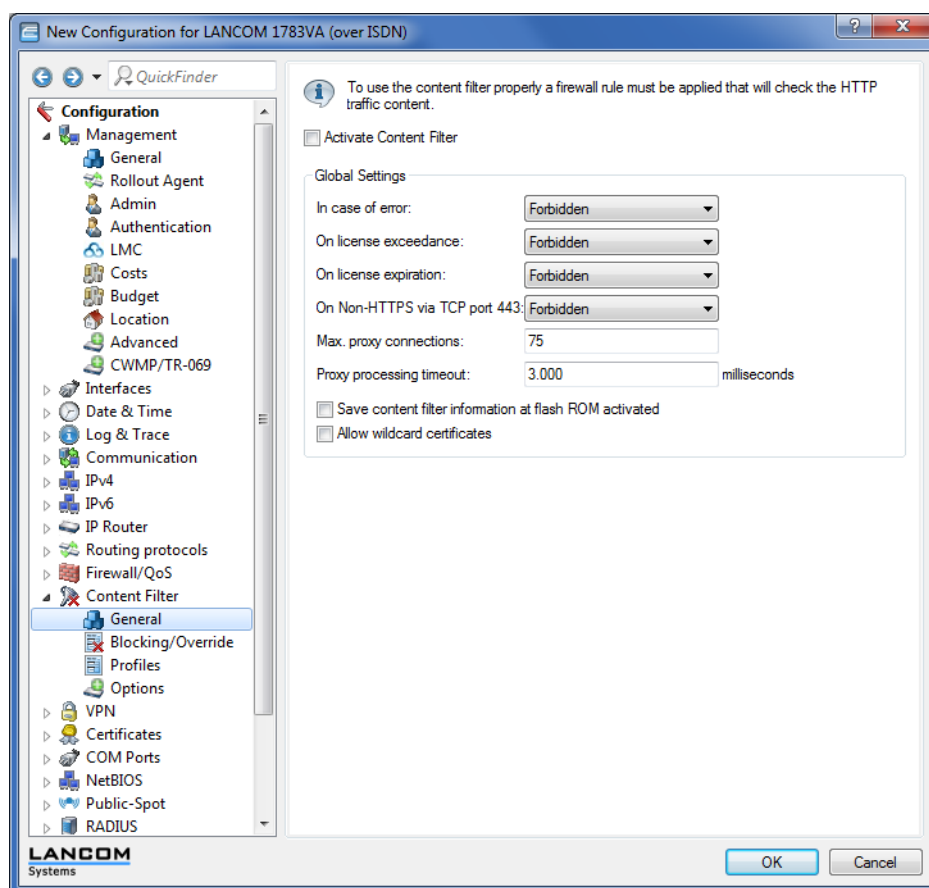 New Configuration for LANCOM 1783VA (over ISDN)
QuickFinder
Configuration
Management
General
Rollout Agent
Admin
Authentication
LMC
Costs
Budget
Location
Advanced
CWMP/TR-069
Interfaces
Date & Time
Log & Trace
Communication
IPv4
IPv6
IP Router
Routing protocols
Firewall/QoS
Content Filter
General
Blocking/Override
Profiles
Options
VPN
Certificates
COM Ports
NetBIOS
Public-Spot
RADIUS
To use the content filter properly a firewall rule must be applied that will check the HTTP
traffic content.
Activate Content Filter
Global Settings
In case of error: Forbidden
On license exceedance: Forbidden
On license expiration: Forbidden
On Non-HTTPS via TCP port 443: Forbidden
Max. proxy connections: 75
Proxy processing timeout: 3.000 milliseconds
Save content filter information at flash ROM activated
Allow wildcard certificates
LANCOM
Systems
OK Cancel